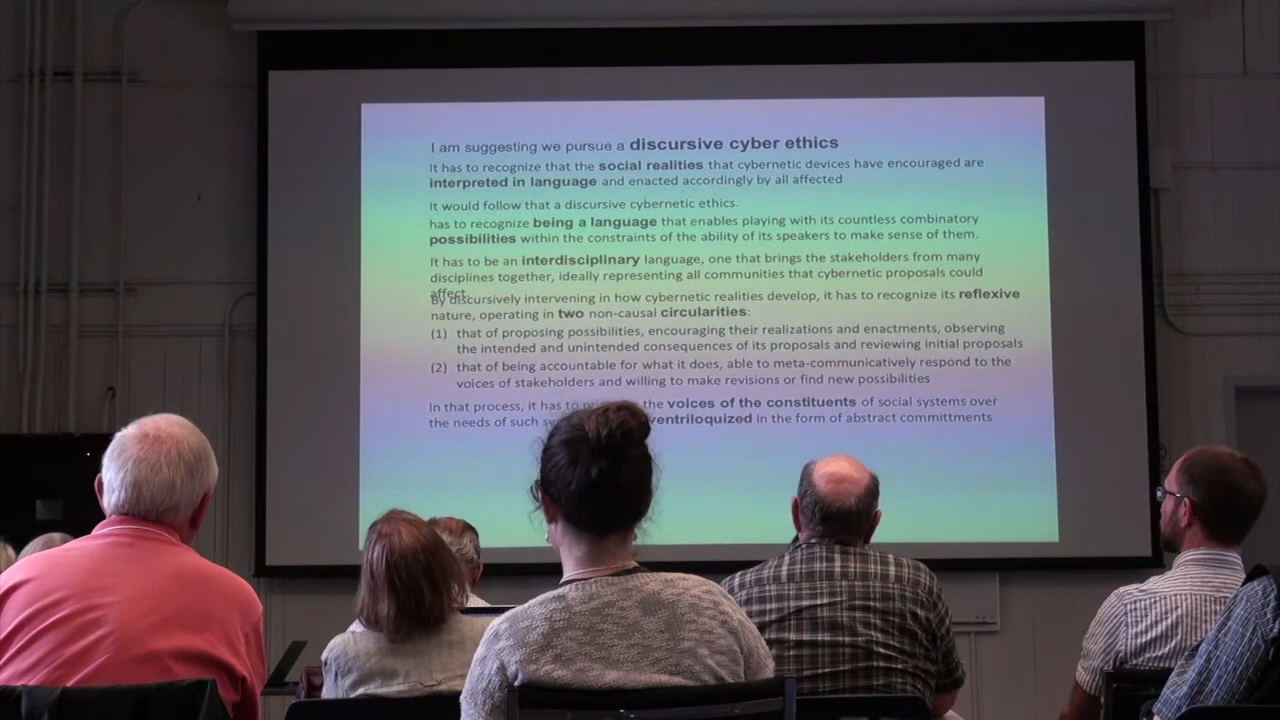 I am suggesting we pursue a discursive cyber ethics
It has to recognize that the social realities that cybernetic devices have encouraged are
interpreted in language and enacted accordingly by all affected
It would follow that a discursive cybernetic ethics.
has to recognize being a language that enables playing with its countless combinatory
possibilities within the constraints of the ability of its speakers to make sense of them.
It has to be an interdisciplinary language, one that brings the stakeholders from many
disciplines together, ideally representing all communities that cybernetic proposals could
affect.
By discursively intervening in how cybernetic realities develop, it has to recognize its reflexive
nature, operating in two non-causal circularities:
(1) that of proposing possibilities, encouraging their realizations and enactments, observing
the intended and unintended consequences of its proposals and reviewing initial proposals
(2) that of being accountable for what it does, able to meta-communicatively respond to the
voices of stakeholders and willing to make revisions or find new possibilities
In that process, it has to the voices of the constituents of social systems over
the needs of such ventriloquized in the form of abstract committments